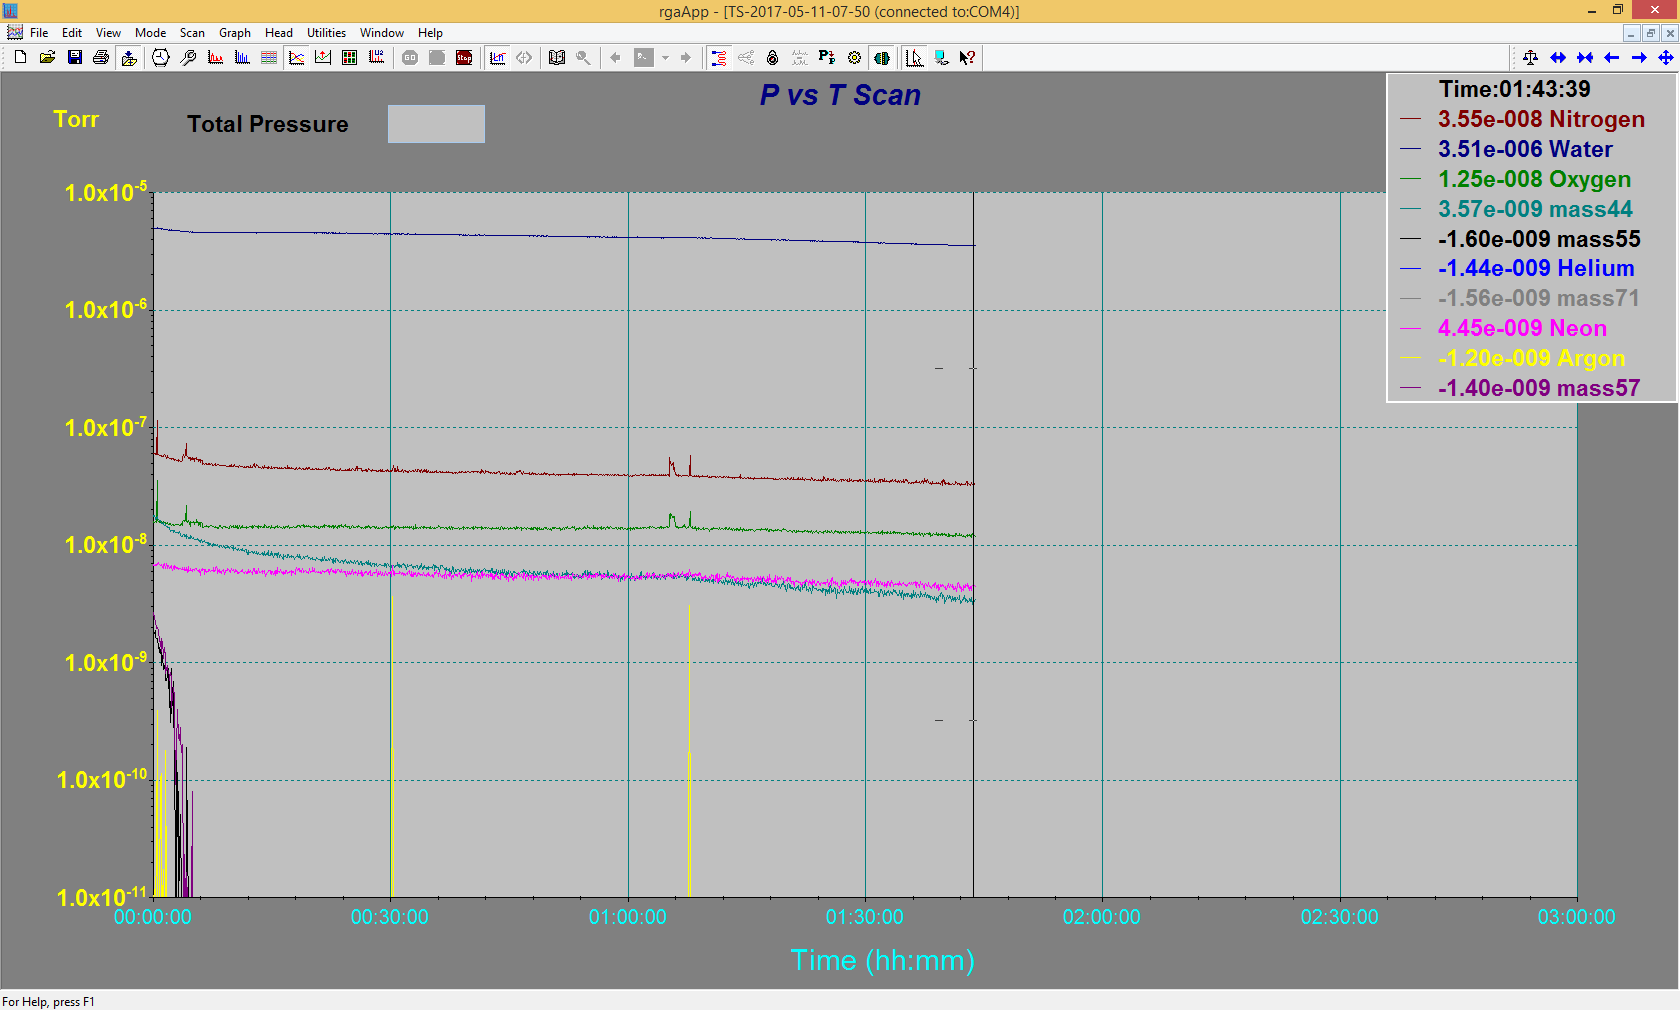 rgaApp - [TS-2017-05-11-07-50 (connected to:COM4)]
File Edit View Mode Scan Graph Head Utilities Window Help
GO Stop
P vs T Scan
Torr
Total Pressure
Time:01:43:39
3.55e-008 Nitrogen
3.51e-006 Water
1.25e-008 Oxygen
3.57e-009 mass44
-1.60e-009 mass55
-1.44e-009 Helium
-1.56e-009 mass71
4.45e-009 Neon
-1.20e-009 Argon
-1.40e-009 mass57
1.0x10-5
1.0x10-6
1.0x10-7
1.0x10-8
1.0x10-9
1.0x10-10
1.0x10-11
00:00:00 00:30:00 01:00:00 01:30:00 02:00:00 02:30:00 03:00:00
Time (hh:mm)
For Help, press F1